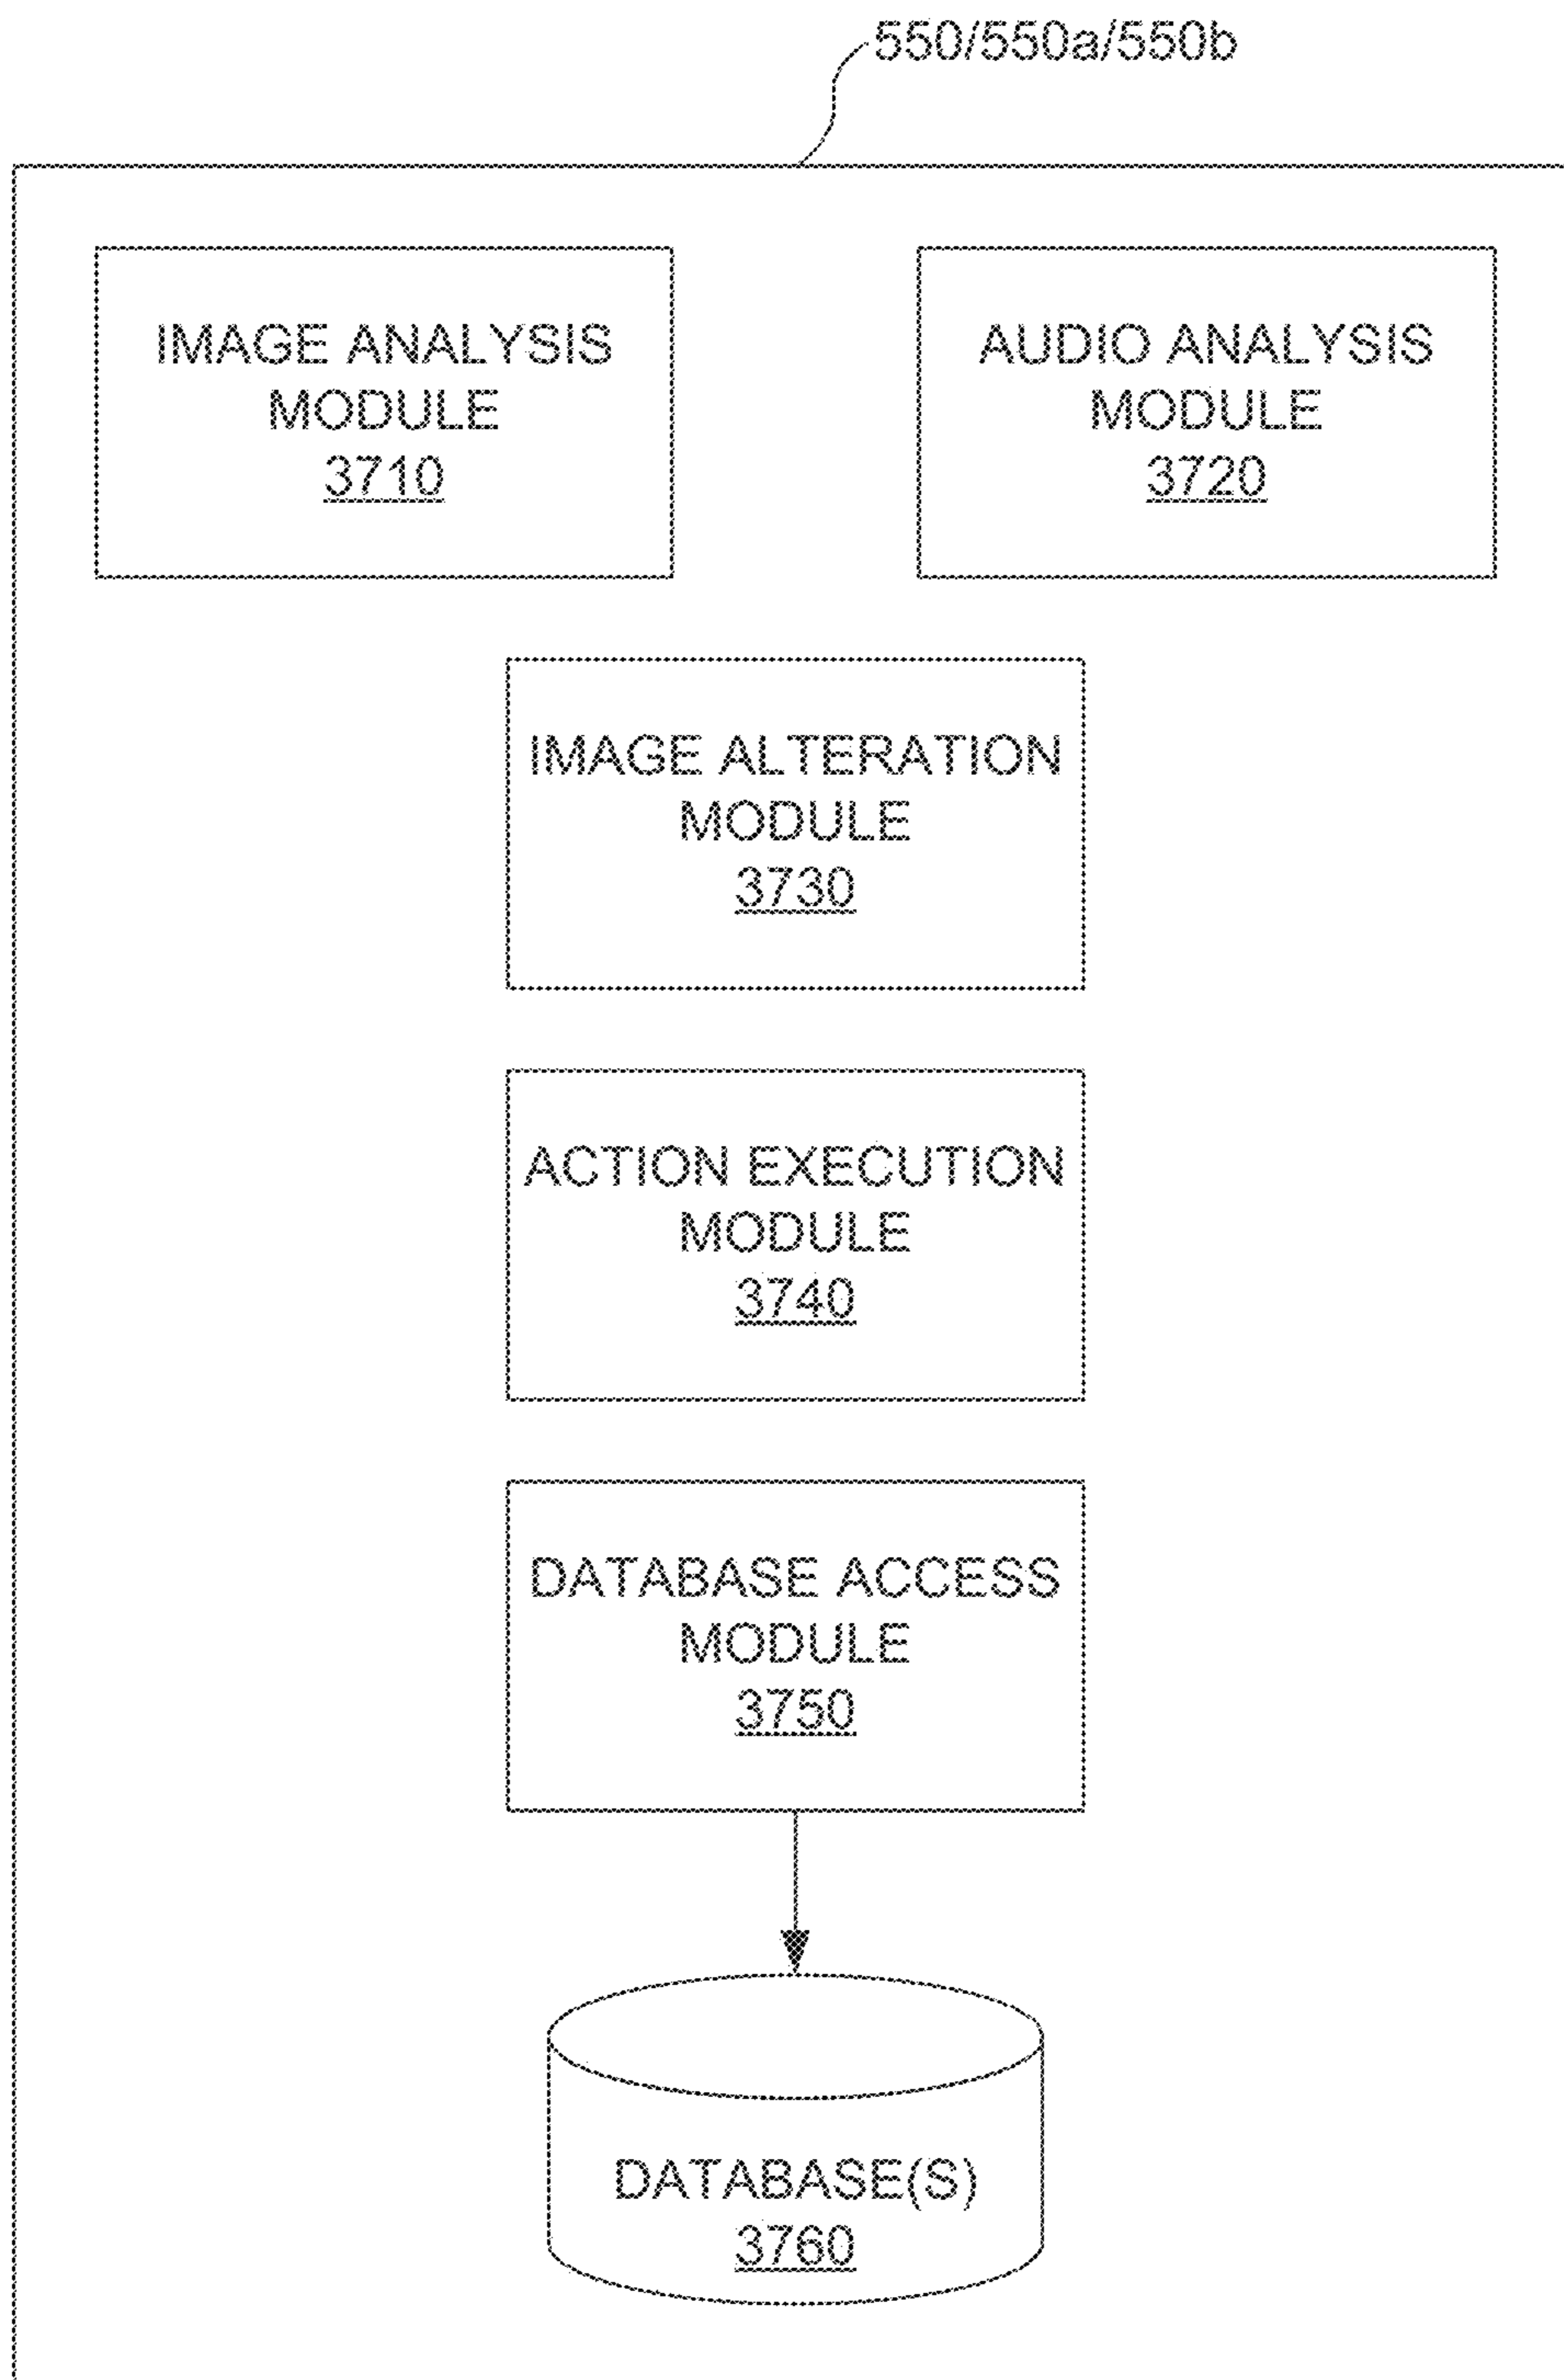 550/550a/550b
IMAGE ANALYSIS
MODULE
3710
AUDIO ANALYSIS
MODULE
3720
IMAGE ALTERATION
MODULE
3730
ACTION EXECUTION
MODULE
3740
DATABASE ACCESS
MODULE
3750
DATABASE(S)
3760